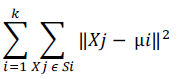 k
∑ ∑ ‖Xj − μi‖²
i=1 Xj ϵ Si